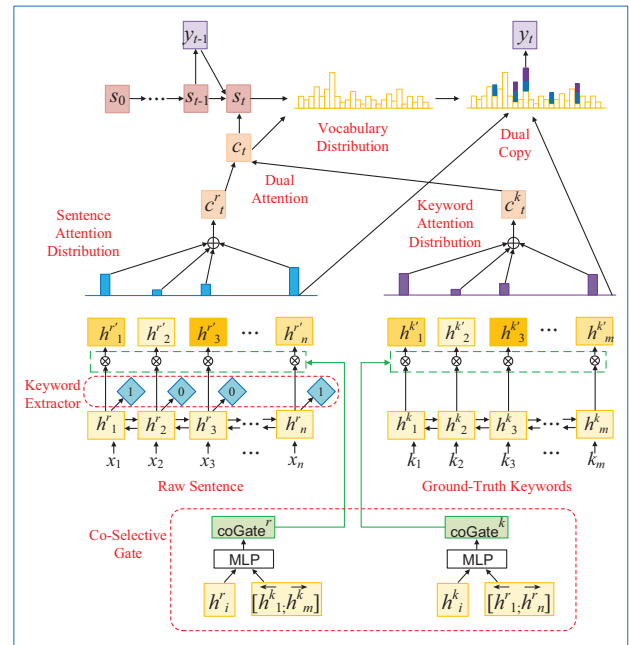 y_{t-1} y_t
s_0 ... s_{t-1} s_t
Vocabulary
Distribution
Dual
Copy
c_t
Dual
Attention
c^r_t c^k_t
Sentence
Attention
Distribution
Keyword
Attention
Distribution
h^{r'}_1 h^{r'}_2 h^{r'}_3 ... h^{r'}_n h^{k'}_1 h^{k'}_2 h^{k'}_3 ... h^{k'}_m
Keyword
Extractor
1 0 0 1
h^r_1 h^r_2 h^r_3 ... h^r_n h^k_1 h^k_2 h^k_3 ... h^k_m
x_1 x_2 x_3 ... x_n k_1 k_2 k_3 ... k_m
Raw Sentence Ground-Truth Keywords
Co-Selective
Gate
coGate^r coGate^k
MLP MLP
h^r_i [h^k_1;h^k_m] h^k_i [h^r_1;h^r_n]